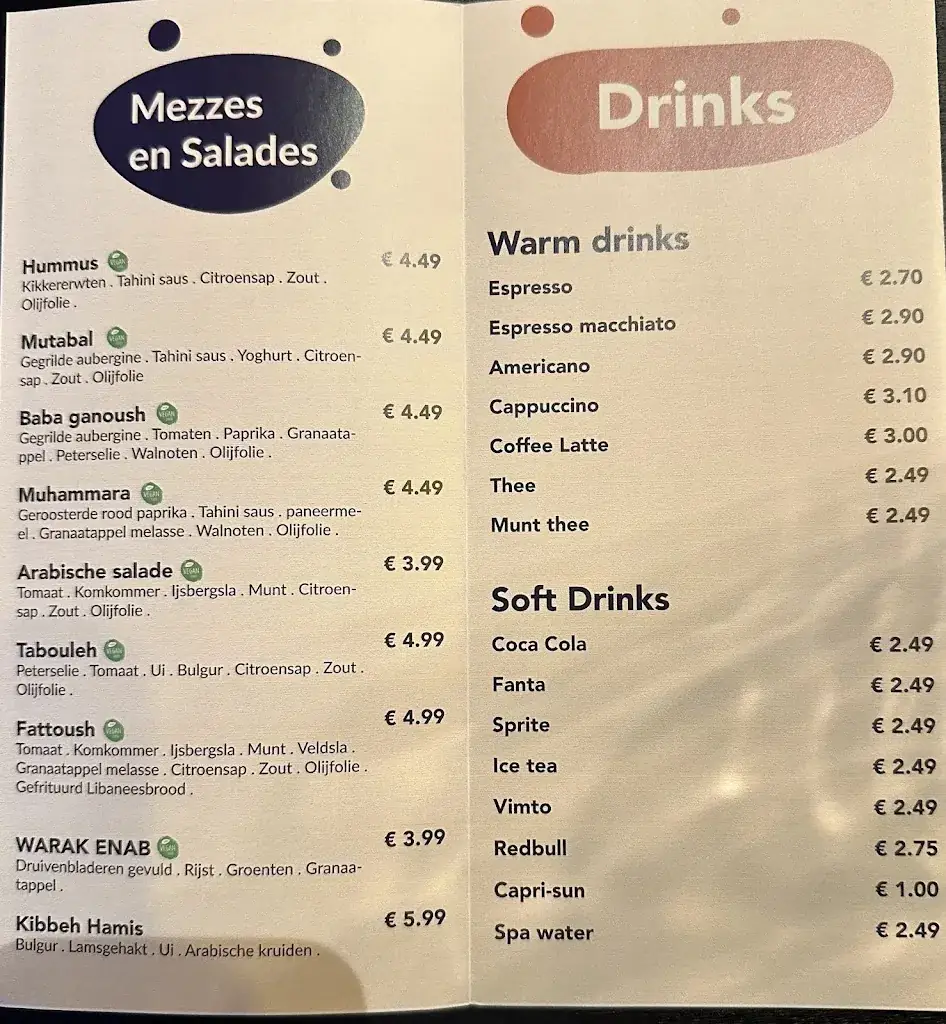 Mezzes
en Salades
Hummus VEGAN € 4.49
Kikkererwten . Tahini saus . Citroensap . Zout .
Olijfolie .
Mutabal VEGAN € 4.49
Gegrilde aubergine . Tahini saus . Yoghurt . Citroen-
sap . Zout . Olijfolie
Baba ganoush VEGAN € 4.49
Gegrilde aubergine . Tomaten . Paprika . Granaata-
ppel . Peterselie . Walnoten . Olijfolie .
Muhammara VEGAN € 4.49
Geroosterde rood paprika . Tahini saus . paneerme-
el . Granaatappel melasse . Walnoten . Olijfolie .
Arabische salade VEGAN € 3.99
Tomaat . Komkommer . Ijsbergsla . Munt . Citroen-
sap . Zout . Olijfolie .
Tabouleh VEGAN € 4.99
Peterselie . Tomaat . Ui . Bulgur . Citroensap . Zout .
Olijfolie .
Fattoush VEGAN € 4.99
Tomaat . Komkommer . Ijsbergsla . Munt . Veldsla .
Granaatappel melasse . Citroensap . Zout . Olijfolie .
Gefrituurd Libaneesbrood .
WARAK ENAB VEGAN € 3.99
Druivenbladeren gevuld . Rijst . Groenten . Granaa-
tappel .
Kibbeh Hamis € 5.99
Bulgur . Lamsgehakt . Ui . Arabische kruiden .
Drinks
Warm drinks
Espresso € 2.70
Espresso macchiato € 2.90
Americano € 2.90
Cappuccino € 3.10
Coffee Latte € 3.00
Thee € 2.49
Munt thee € 2.49
Soft Drinks
Coca Cola € 2.49
Fanta € 2.49
Sprite € 2.49
Ice tea € 2.49
Vimto € 2.49
Redbull € 2.75
Capri-sun € 1.00
Spa water € 2.49